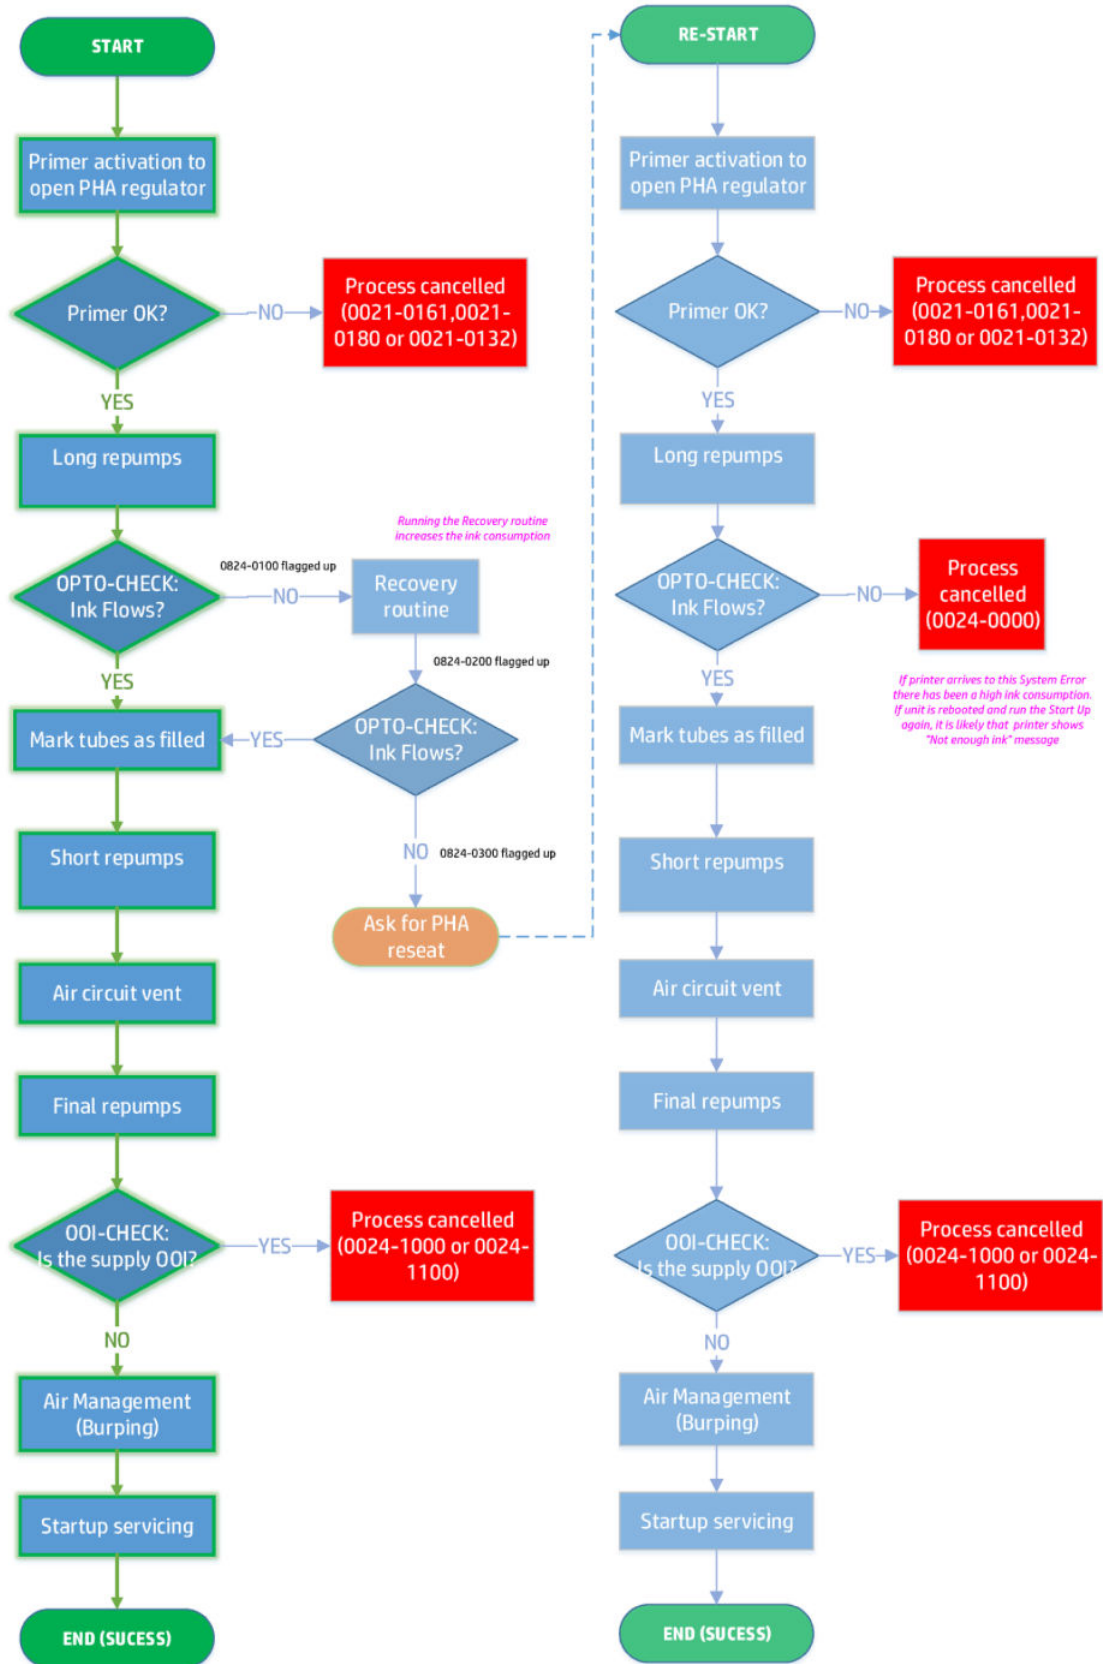 START
Primer activation to
open PHA regulator
Primer OK?
NO
Process cancelled
(0021-0161,0021-
0180 or 0021-0132)
YES
Long repumps
OPTO-CHECK:
Ink Flows?
0824-0100 flagged up
NO
Running the Recovery routine
increases the ink consumption
Recovery
routine
0824-0200 flagged up
OPTO-CHECK:
Ink Flows?
YES
NO
0824-0300 flagged up
Ask for PHA
reseat
YES
Mark tubes as filled
Short repumps
Air circuit vent
Final repumps
OOI-CHECK:
Is the supply OOI?
YES
Process cancelled
(0024-1000 or 0024-
1100)
NO
Air Management
(Burping)
Startup servicing
END (SUCESS)
RE-START
Primer activation to
open PHA regulator
Primer OK?
NO
Process cancelled
(0021-0161,0021-
0180 or 0021-0132)
YES
Long repumps
OPTO-CHECK:
Ink Flows?
NO
Process
cancelled
(0024-0000)
If printer arrives to this System Error
there has been a high ink consumption.
If unit is rebooted and run the Start Up
again, it is likely that printer shows
"Not enough ink" message
YES
Mark tubes as filled
Short repumps
Air circuit vent
Final repumps
OOI-CHECK:
Is the supply OOI?
YES
Process cancelled
(0024-1000 or 0024-
1100)
NO
Air Management
(Burping)
Startup servicing
END (SUCESS)